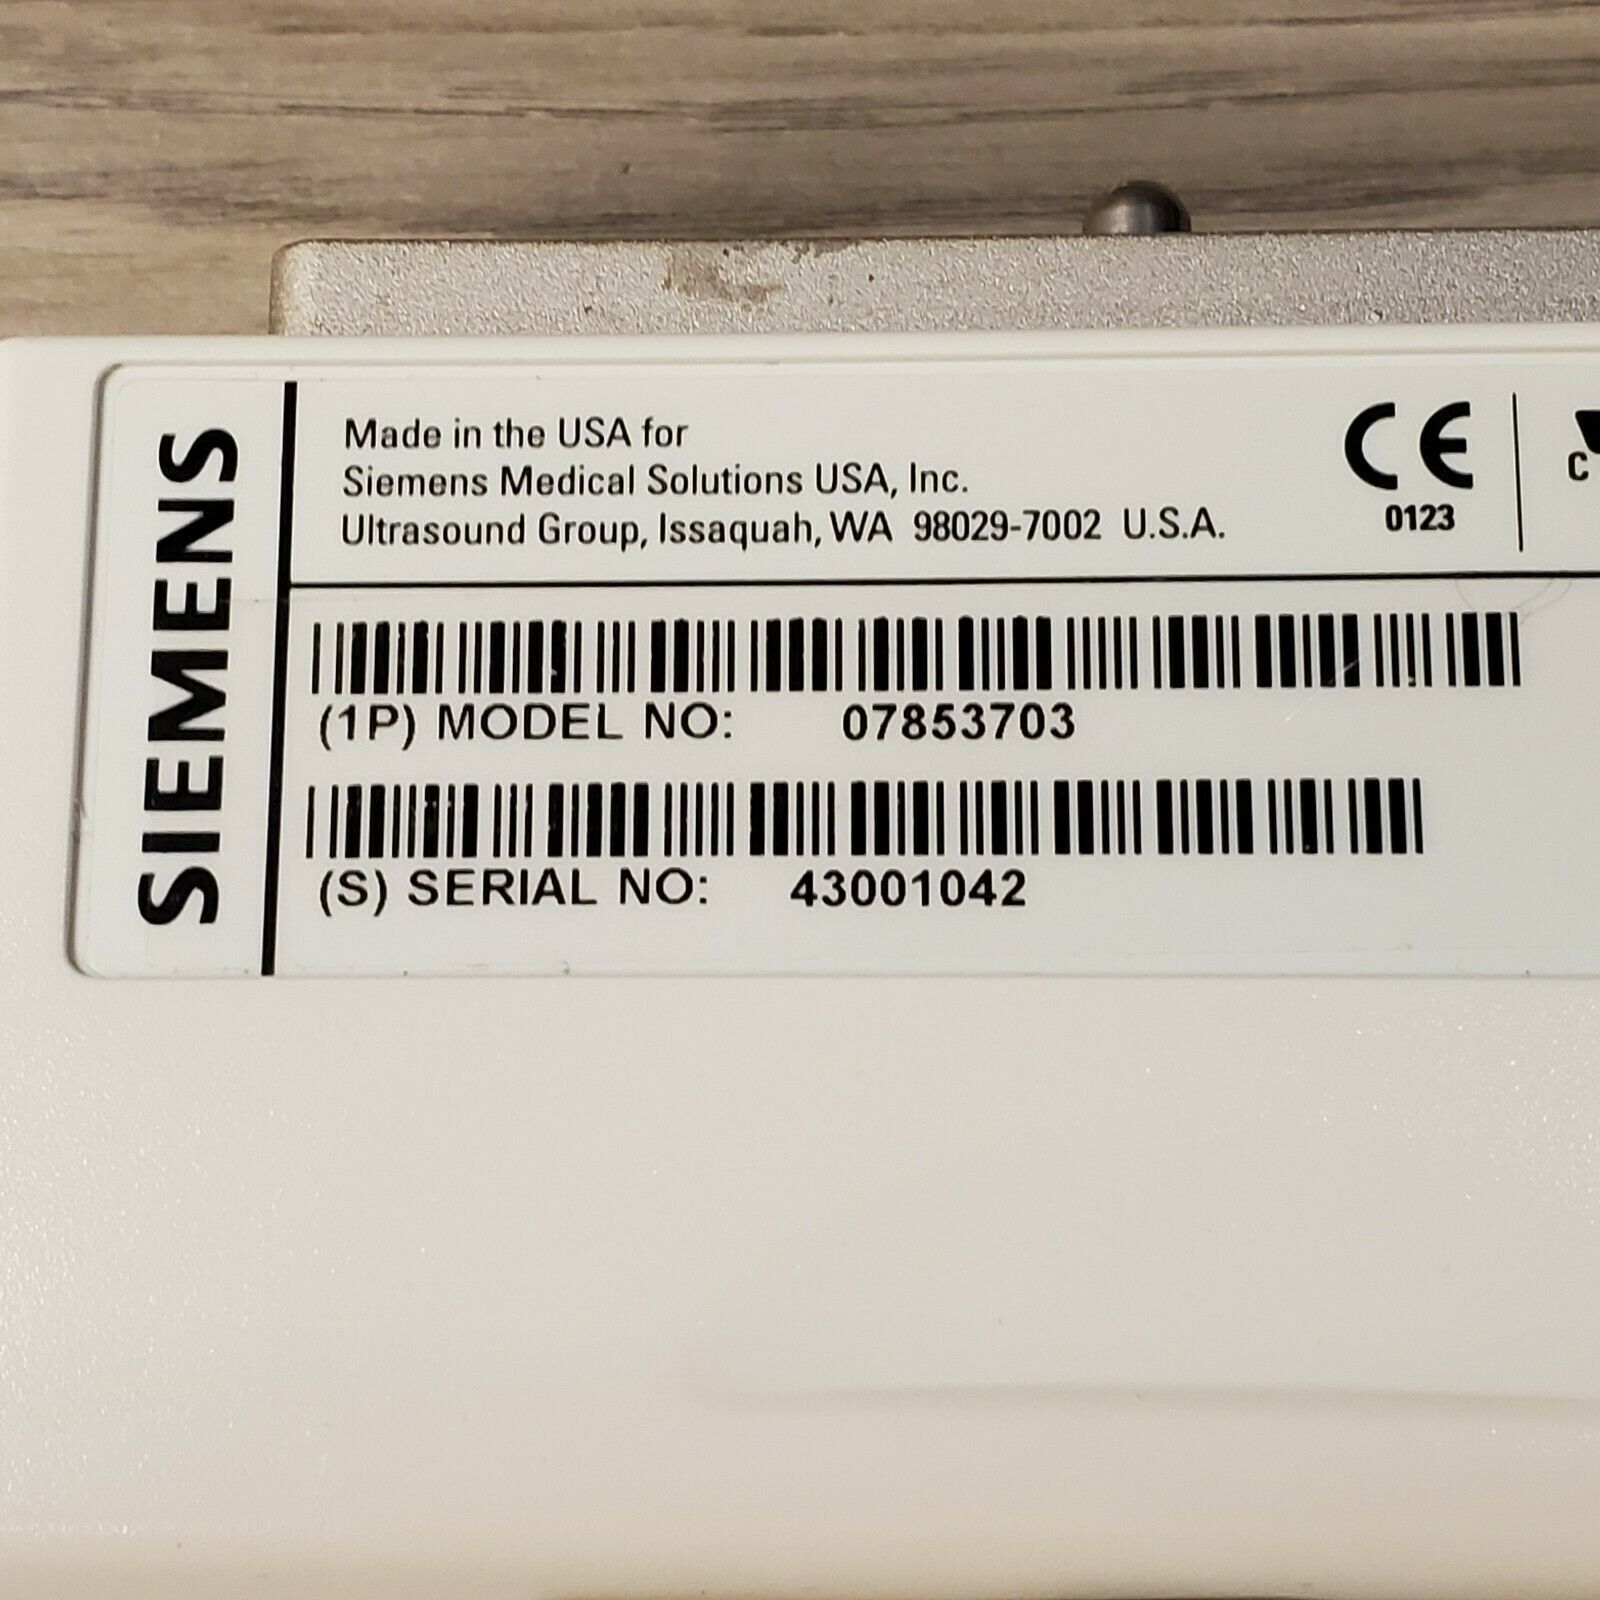 SIEMENS
Made in the USA for
Siemens Medical Solutions USA, Inc.
Ultrasound Group, Issaquah, WA 98029-7002 U.S.A.
CE
0123
C
(1P) MODEL NO: 07853703
(S) SERIAL NO: 43001042